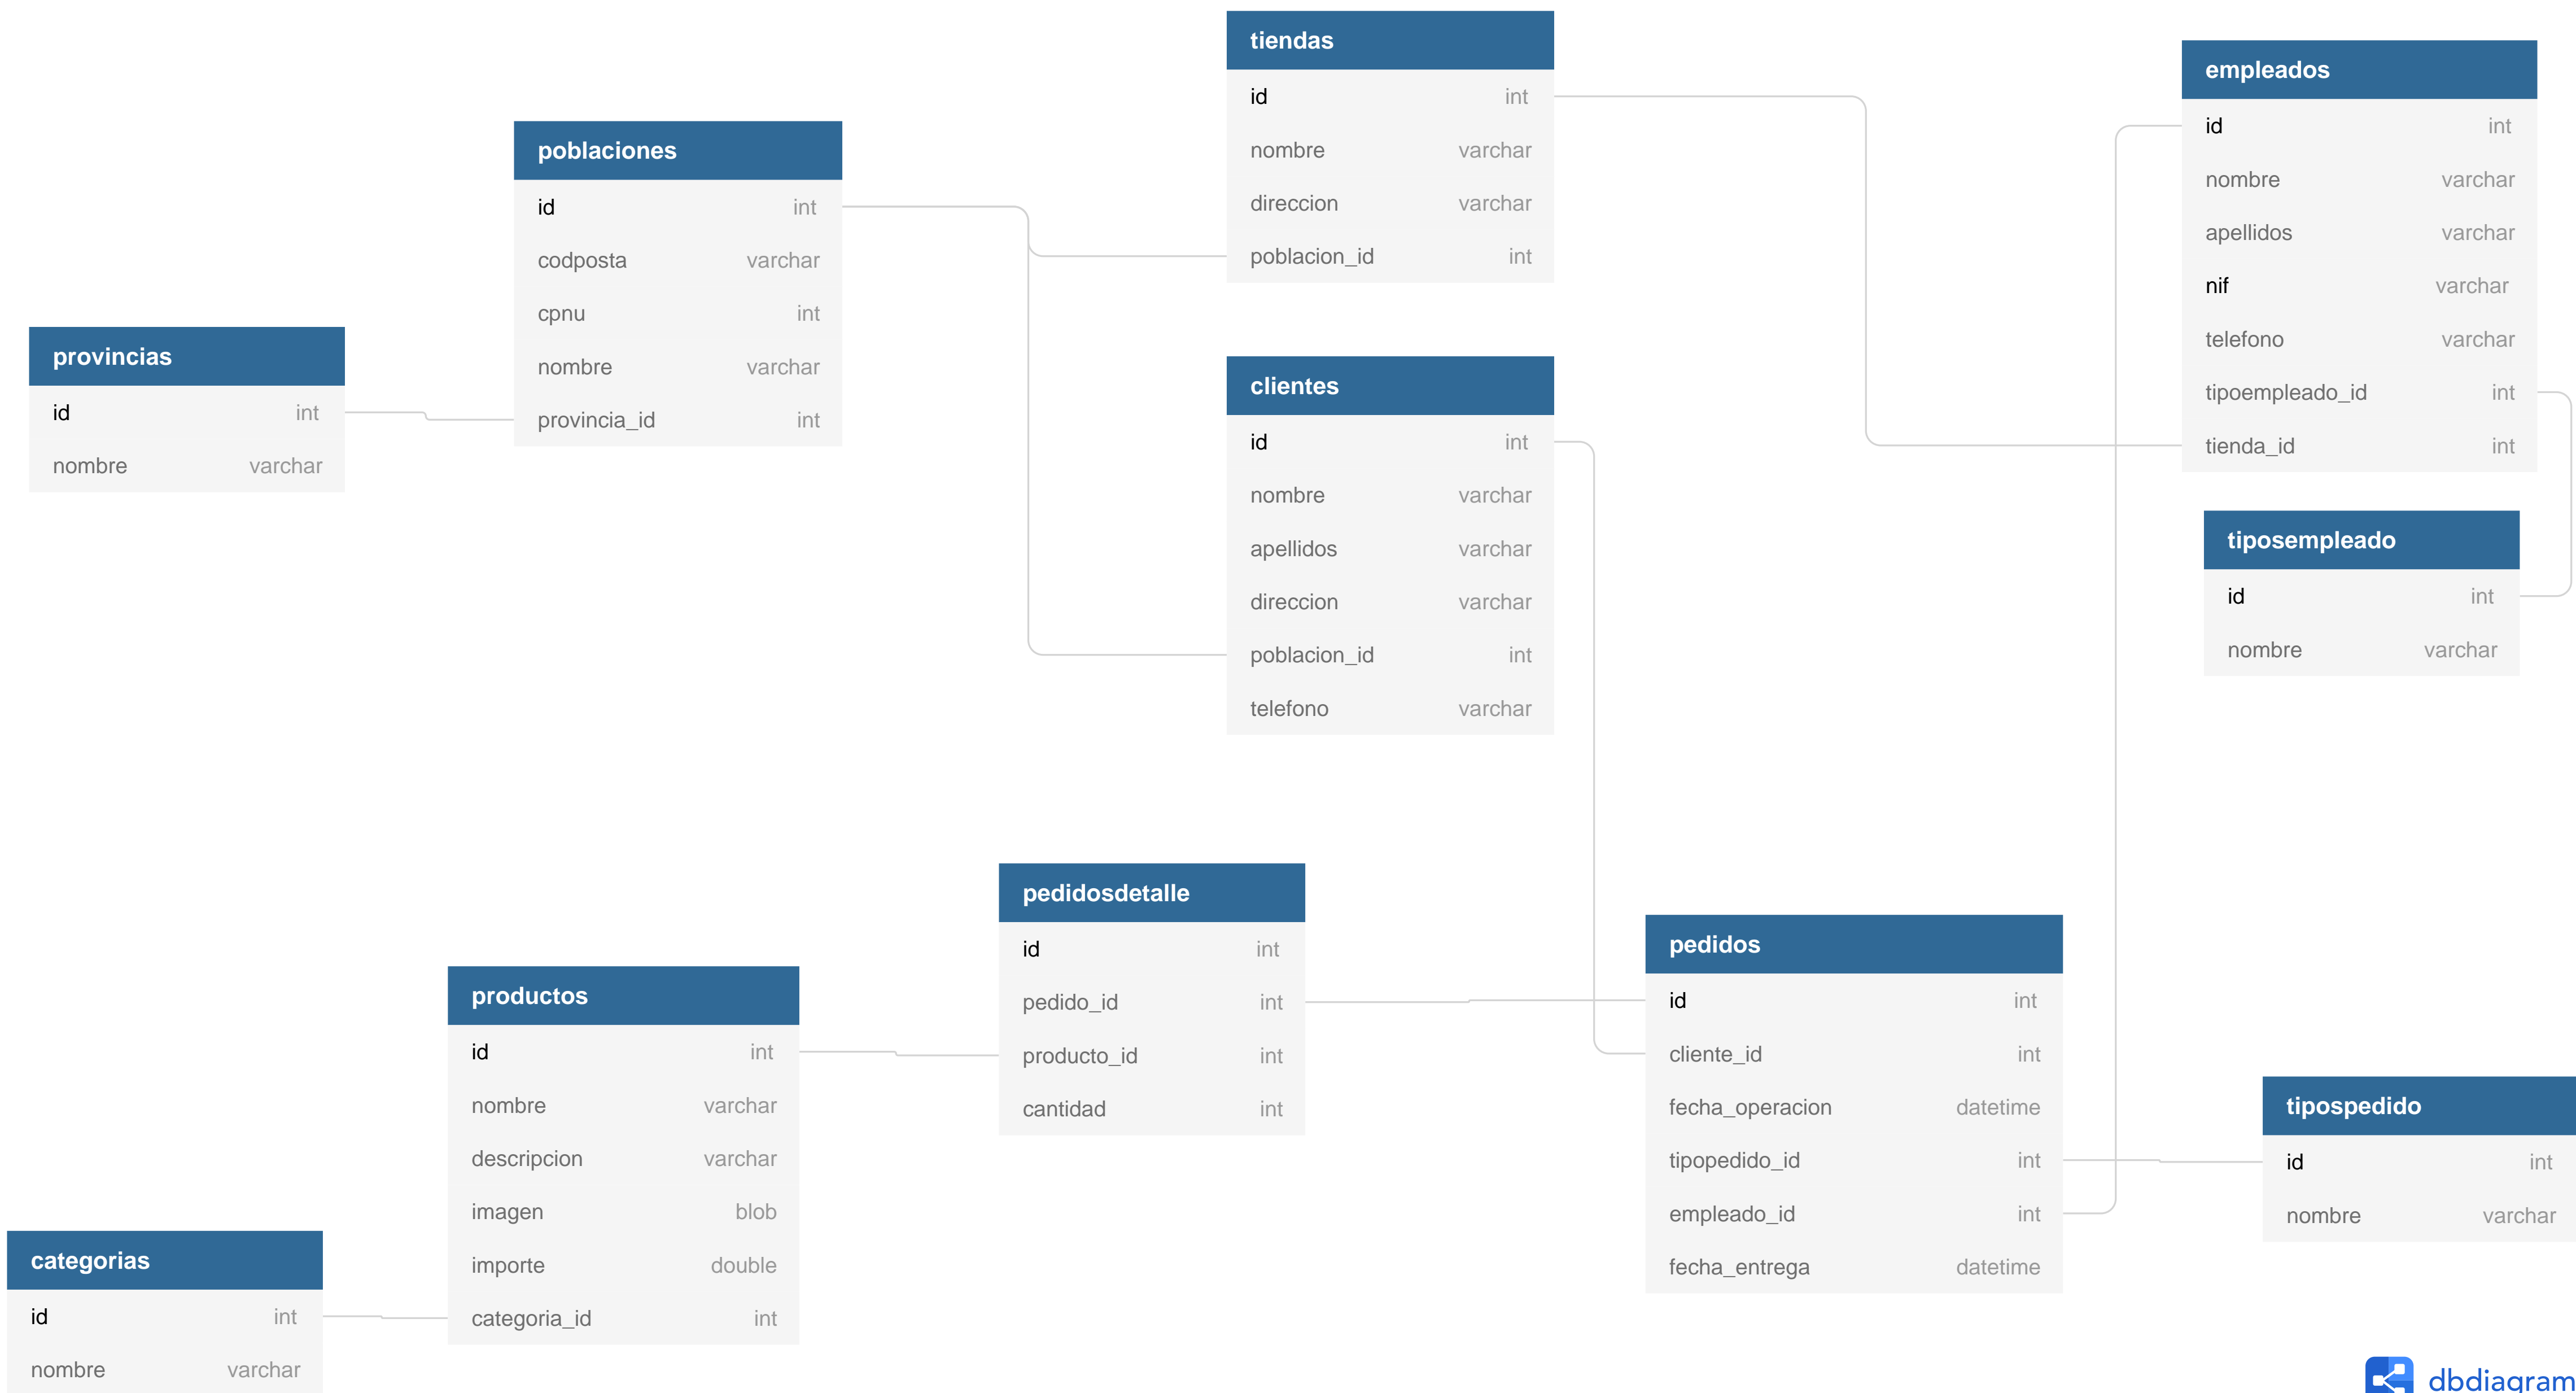 tiendas
id int
nombre varchar
direccion varchar
poblacion_id int
empleados
id int
nombre varchar
apellidos varchar
nif varchar
telefono varchar
tipoempleado_id int
tienda_id int
poblaciones
id int
codposta varchar
cpnu int
nombre varchar
provincia_id int
provincias
id int
nombre varchar
clientes
id int
nombre varchar
apellidos varchar
direccion varchar
poblacion_id int
telefono varchar
tiposempleado
id int
nombre varchar
pedidosdetalle
id int
pedido_id int
producto_id int
cantidad int
pedidos
id int
cliente_id int
fecha_operacion datetime
tipopedido_id int
empleado_id int
fecha_entrega datetime
productos
id int
nombre varchar
descripcion varchar
imagen blob
importe double
categoria_id int
tipospedido
id int
nombre varchar
categorias
id int
nombre varchar
dbdiagram